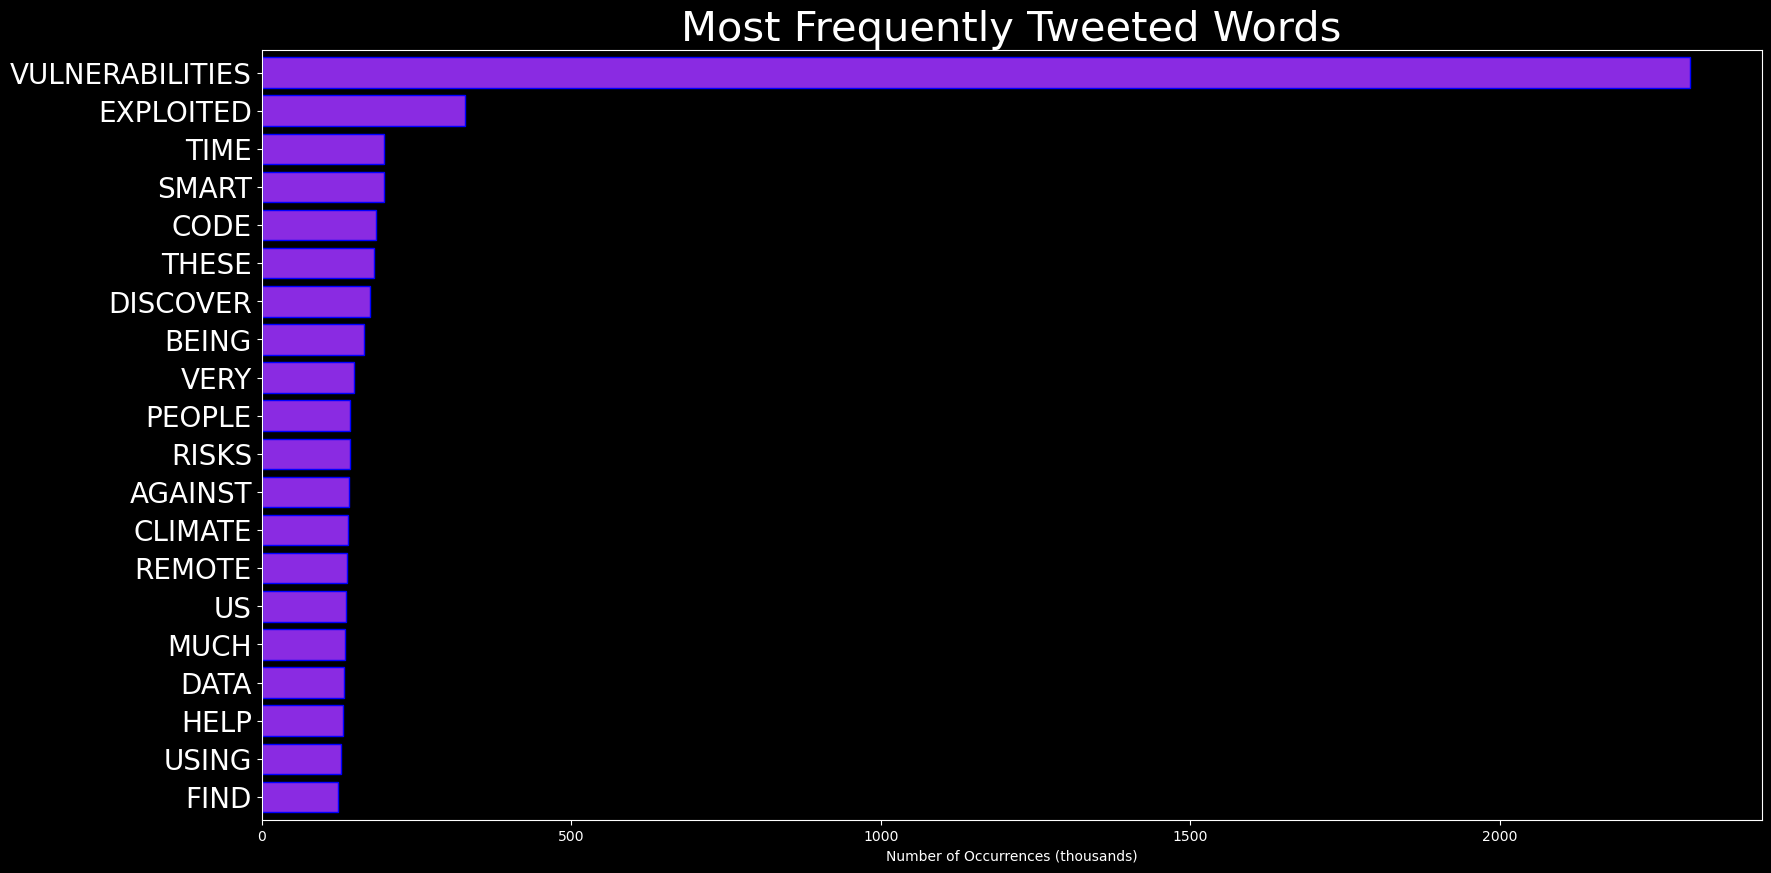 Most Frequently Tweeted Words
VULNERABILITIES
EXPLOITED
TIME
SMART
CODE
THESE
DISCOVER
BEING
VERY
PEOPLE
RISKS
AGAINST
CLIMATE
REMOTE
US
MUCH
DATA
HELP
USING
FIND
0 500 1000 1500 2000
Number of Occurrences (thousands)